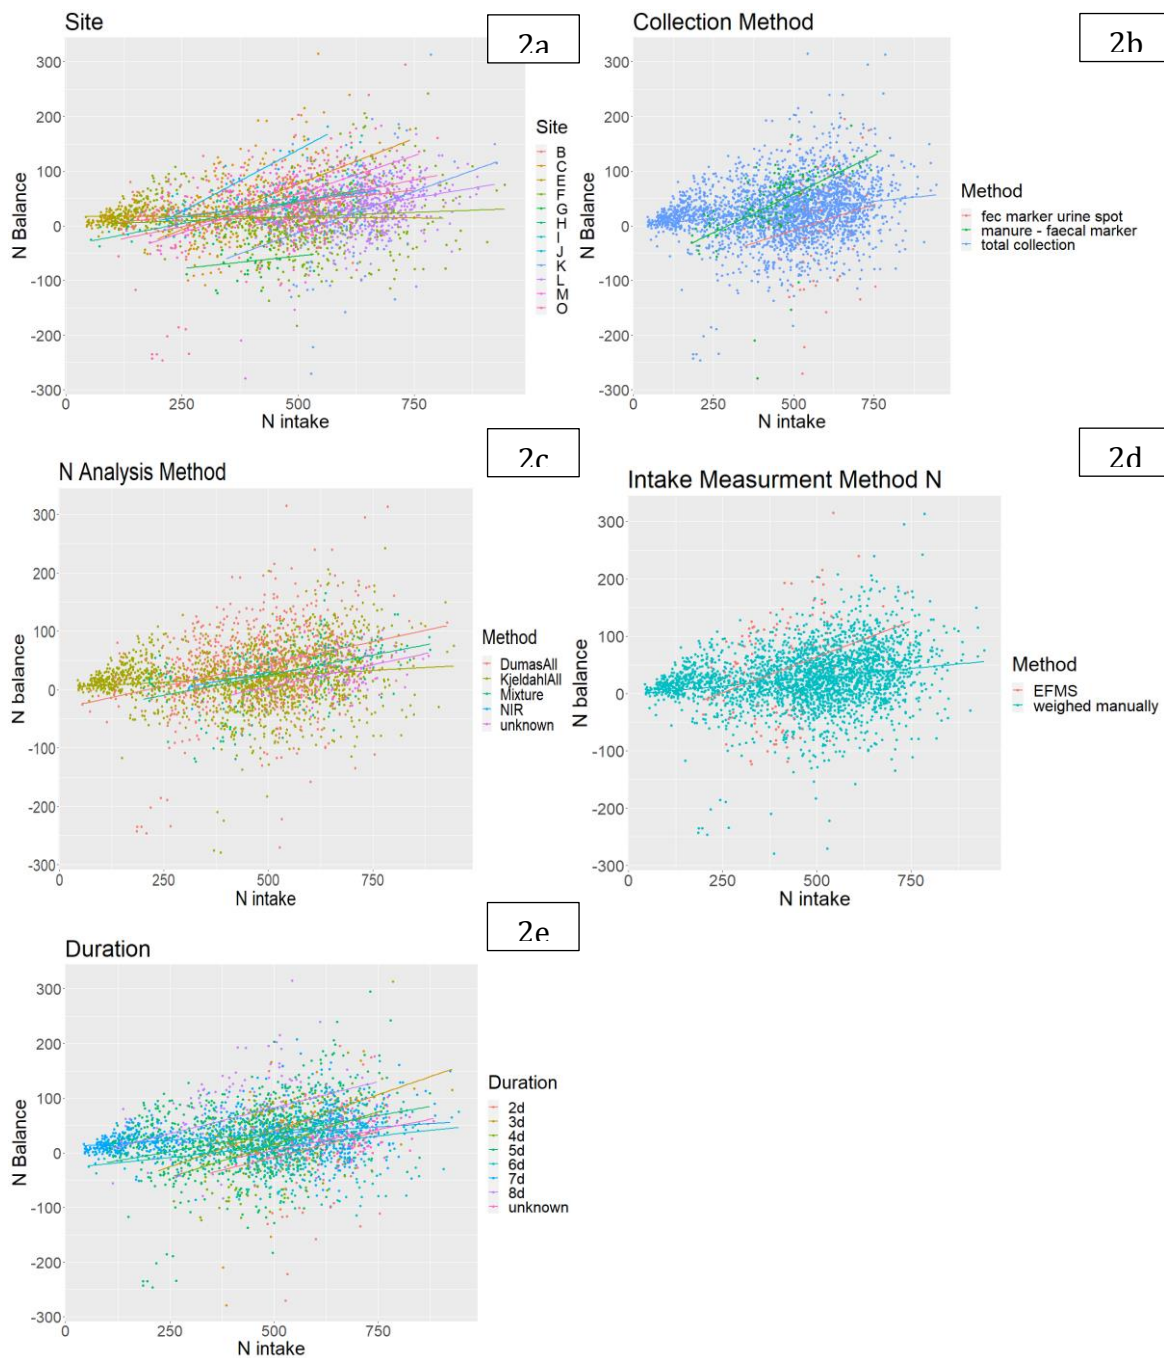 Site
2a
N Balance
300
200
100
0
-100
-200
-300
0 250 500 750
N intake
Site
B
C
E
F
G
H
I
J
K
L
M
O
Collection Method
2b
N Balance
300
200
100
0
-100
-200
-300
0 250 500 750
N intake
Method
fec marker urine spot
manure - faecal marker
total collection
N Analysis Method
2c
N balance
300
200
100
0
-100
-200
-300
0 250 500 750
N intake
Method
DumasAll
KjeldahlAll
Mixture
NIR
unknown
Intake Measurment Method N
2d
N balance
300
200
100
0
-100
-200
-300
0 250 500 750
N intake
Method
EFMS
weighed manually
Duration
2e
N Balance
300
200
100
0
-100
-200
-300
0 250 500 750
N intake
Duration
2d
3d
4d
5d
6d
7d
8d
unknown